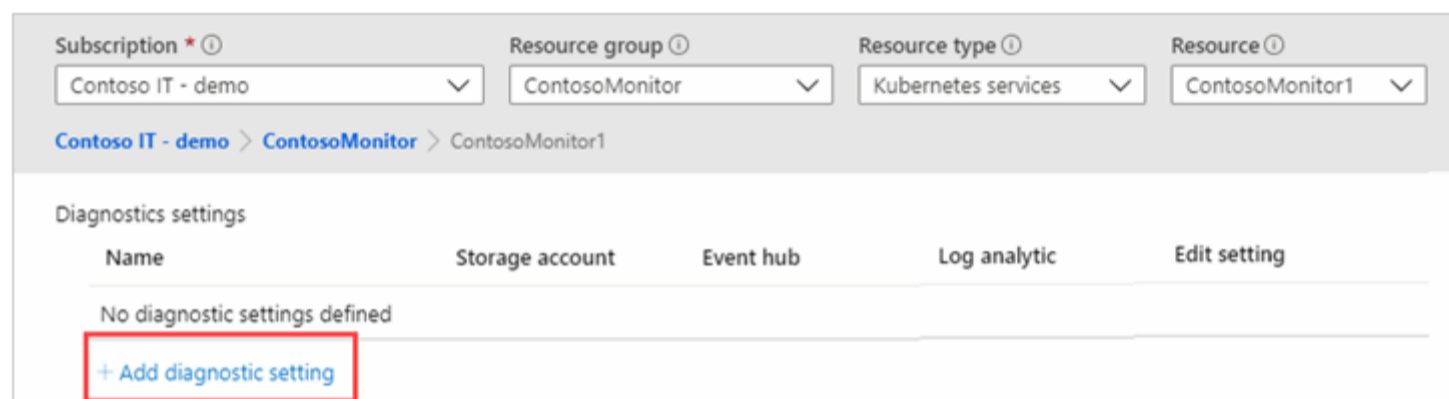 Subscription * Resource group Resource type Resource
Contoso IT - demo ContosoMonitor Kubernetes services ContosoMonitor1
Contoso IT - demo > ContosoMonitor > ContosoMonitor1
Diagnostics settings
Name Storage account Event hub Log analytic Edit setting
No diagnostic settings defined
+ Add diagnostic setting